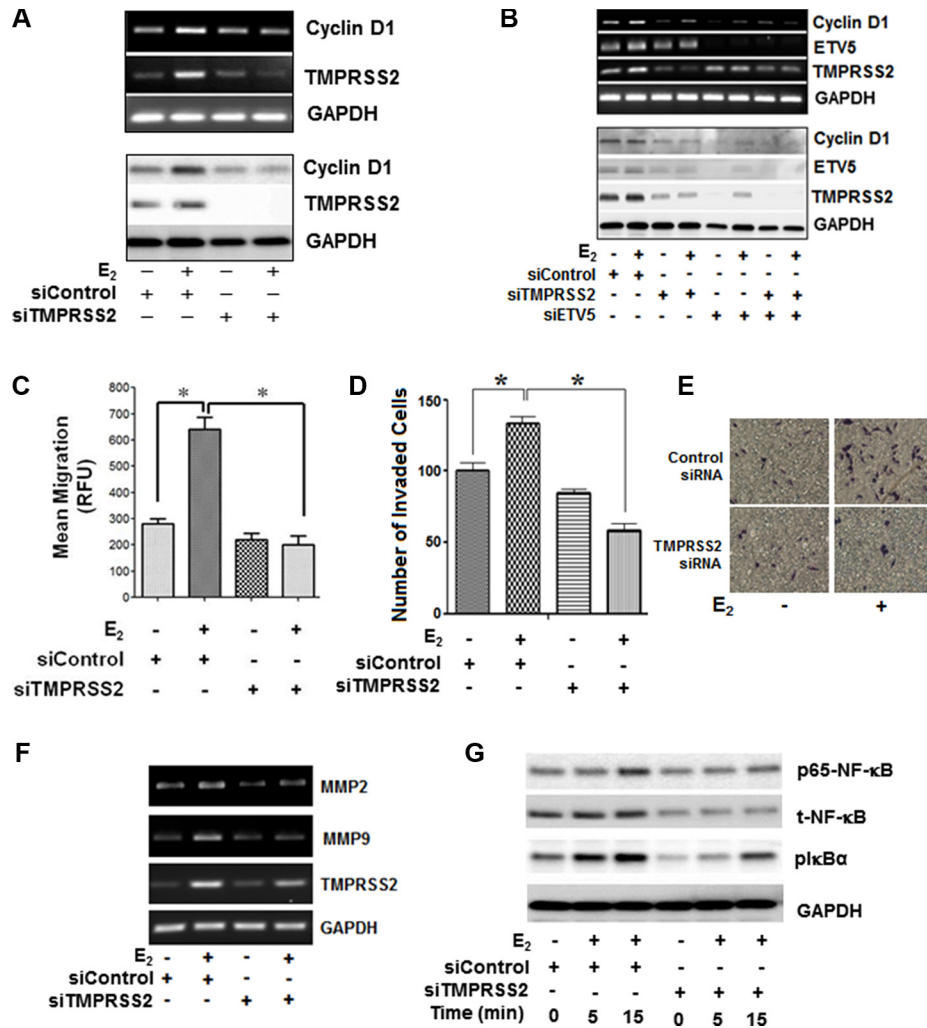 A
Cyclin D1
TMPRSS2
GAPDH
Cyclin D1
TMPRSS2
GAPDH
E2 – + – +
siControl + + – –
siTMPRSS2 – – + +
B
Cyclin D1
ETV5
TMPRSS2
GAPDH
Cyclin D1
ETV5
TMPRSS2
GAPDH
E2 - + - + - + - +
siControl + + - - - - - -
siTMPRSS2 - - + + - - + +
siETV5 - - - - + + + +
C
Mean Migration
(RFU)
800
700
600
500
400
300
200
100
0
* *
E2 - + - +
siControl + + - -
siTMPRSS2 - - + +
D
Number of Invaded Cells
150
100
50
0
* *
E2 - + - +
siControl + + - -
siTMPRSS2 - - + +
E
Control
siRNA
TMPRSS2
siRNA
E2 - +
F
MMP2
MMP9
TMPRSS2
GAPDH
E2 - + - +
siControl + + - -
siTMPRSS2 - - + +
G
p65-NF-κB
t-NF-κB
pIκBα
GAPDH
E2 - + + - + +
siControl + + + - - -
siTMPRSS2 - - - + + +
Time (min) 0 5 15 0 5 15